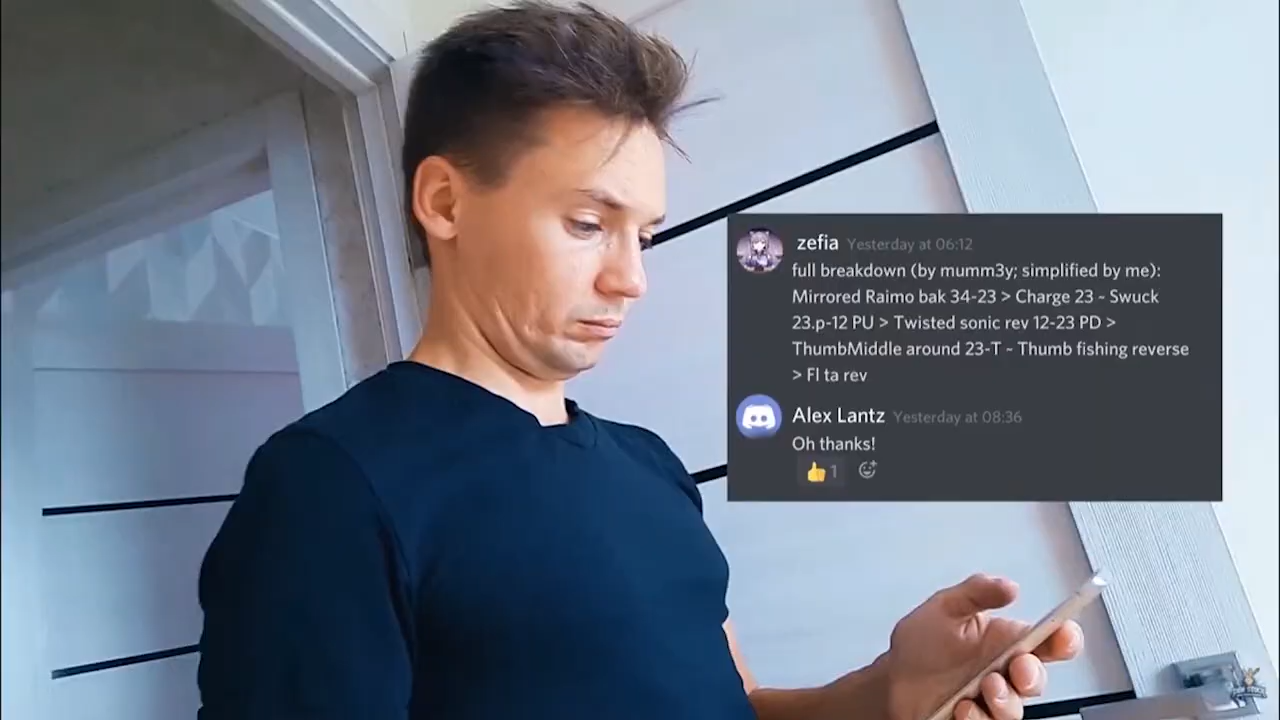 zefia Yesterday at 06:12
full breakdown (by mumm3y; simplified by me):
Mirrored Raimo bak 34-23 > Charge 23 ~ Swuck
23.p-12 PU > Twisted sonic rev 12-23 PD >
ThumbMiddle around 23-T ~ Thumb fishing reverse
> Fl ta rev
Alex Lantz Yesterday at 08:36
Oh thanks!
👍 1